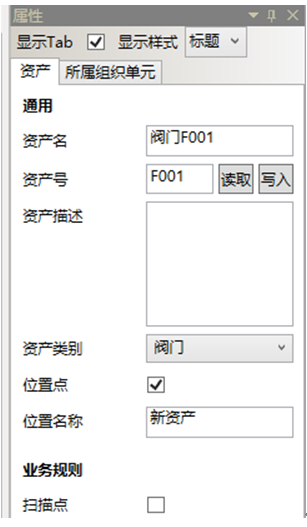 属性
显示Tab 显示样式 标题
资产 所属组织单元
通用
资产名 阀门F001
资产号 F001 读取 写入
资产描述
资产类别 阀门
位置点
位置名称 新资产
业务规则
扫描点